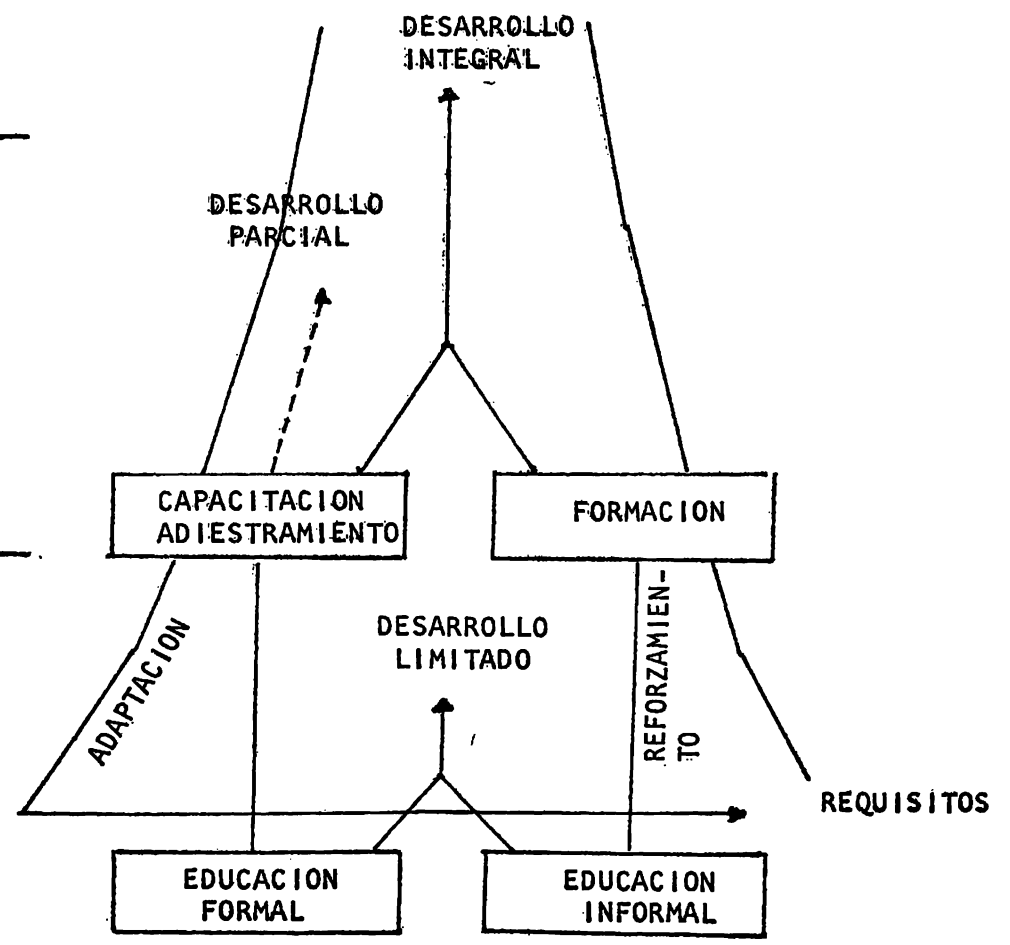 DESARROLLO
INTEGRAL
DESARROLLO
PARCIAL
CAPACITACION
ADIESTRAMIENTO
FORMACION
DESARROLLO
LIMITADO
ADAPTACION
REFORZAMIEN-
TO
REQUISITOS
EDUCACION
FORMAL
EDUCACION
INFORMAL